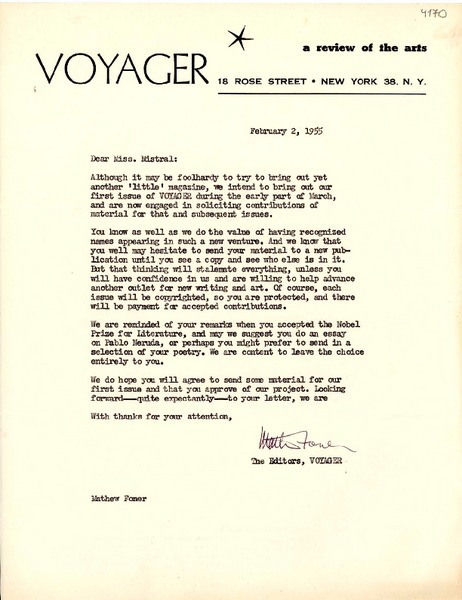 4170
a review of the arts
VOYAGER
18 ROSE STREET • NEW YORK 38. N. Y.
February 2, 1955
Dear Miss. Mistral:
Although it may be foolhardy to try to bring out yet
another 'little' magazine, we intend to bring out our
first issue of VOYAGER during the early part of March,
and are now engaged in soliciting contributions of
material for that and subsequent issues.
You know as well as we do the value of having recognized
names appearing in such a new venture. And we know that
you well may hesitate to send your material to a new pub-
lication until you see a copy and see who else is in it.
But that thinking will stalemate everything, unless you
will have confidence in us and are willing to help advance
another outlet for new writing and art. Of course, each
issue will be copyrighted, so you are protected, and there
will be payment for accepted contributions.
We are reminded of your remarks when you accepted the Nobel
Prize for Literature, and may we suggest you do an essay
on Pablo Neruda, or perhaps you might prefer to send in a
selection of your poetry. We are content to leave the choice
entirely to you.
We do hope you will agree to send some material for our
first issue and that you approve of our project. Looking
forward——quite expectantly——to your letter, we are
With thanks for your attention,
Mathew Foner
The Editors, VOYAGER
Mathew Foner